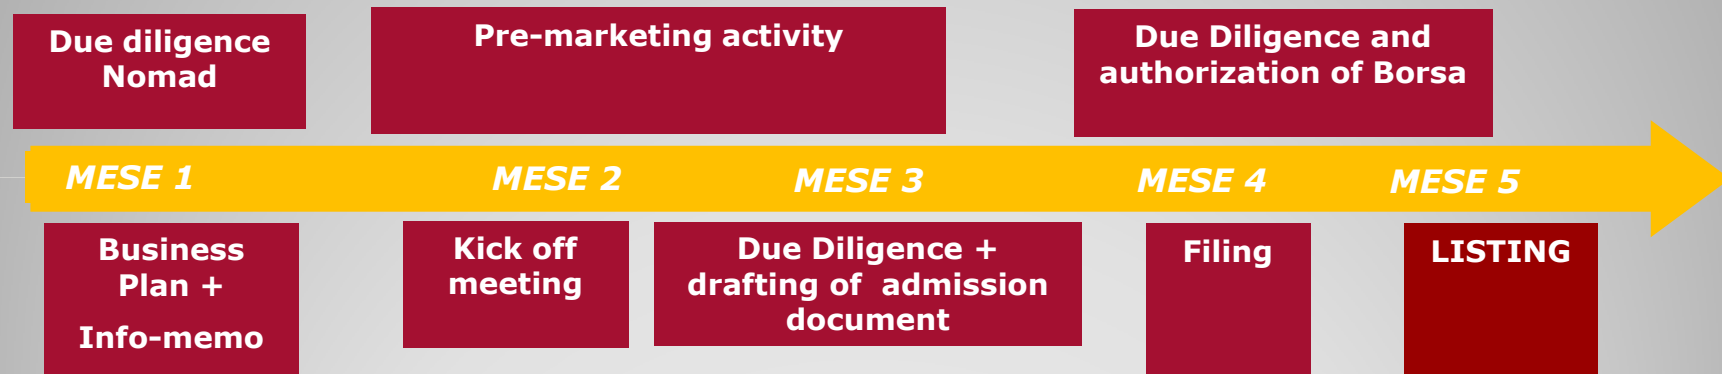 Due diligence
Nomad
Pre-marketing activity
Due Diligence and
authorization of Borsa
MESE 1
MESE 2
MESE 3
MESE 4
MESE 5
Business
Plan +
Info-memo
Kick off
meeting
Due Diligence +
drafting of admission
document
Filing
LISTING